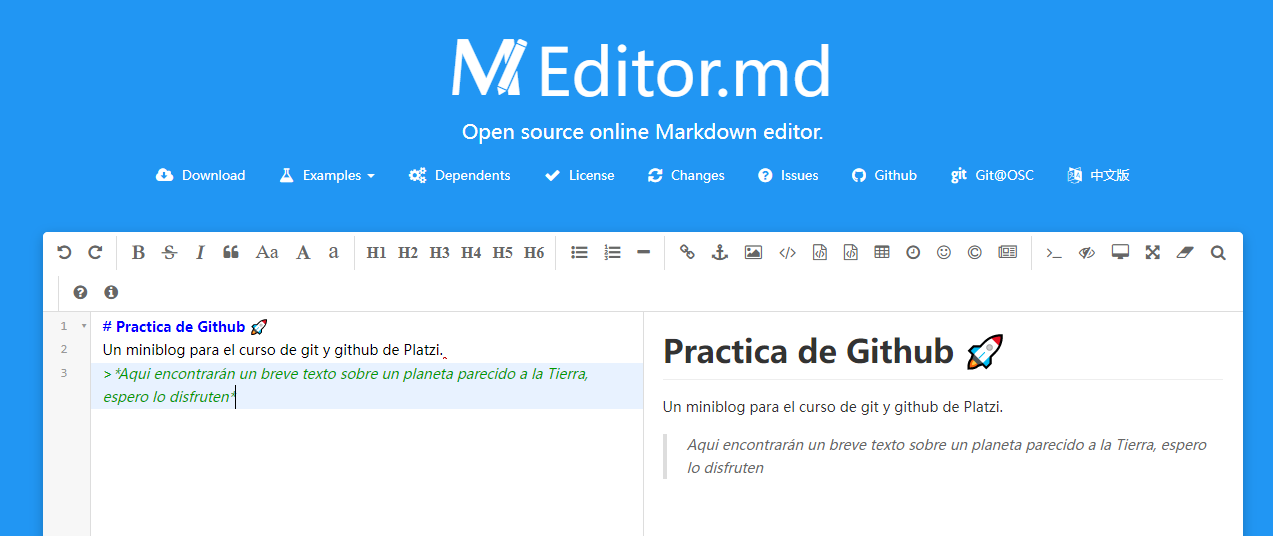 Editor.md
Open source online Markdown editor.
Download Examples Dependents License Changes Issues Github git Git@OSC 中文版
B S I Aa A a H1 H2 H3 H4 H5 H6
1 # Practica de Github 🚀
2 Un miniblog para el curso de git y github de Platzi.
3 >*Aqui encontrarán un breve texto sobre un planeta parecido a la Tierra,
espero lo disfruten*
Practica de Github 🚀
Un miniblog para el curso de git y github de Platzi.
Aqui encontrarán un breve texto sobre un planeta parecido a la Tierra, espero
lo disfruten